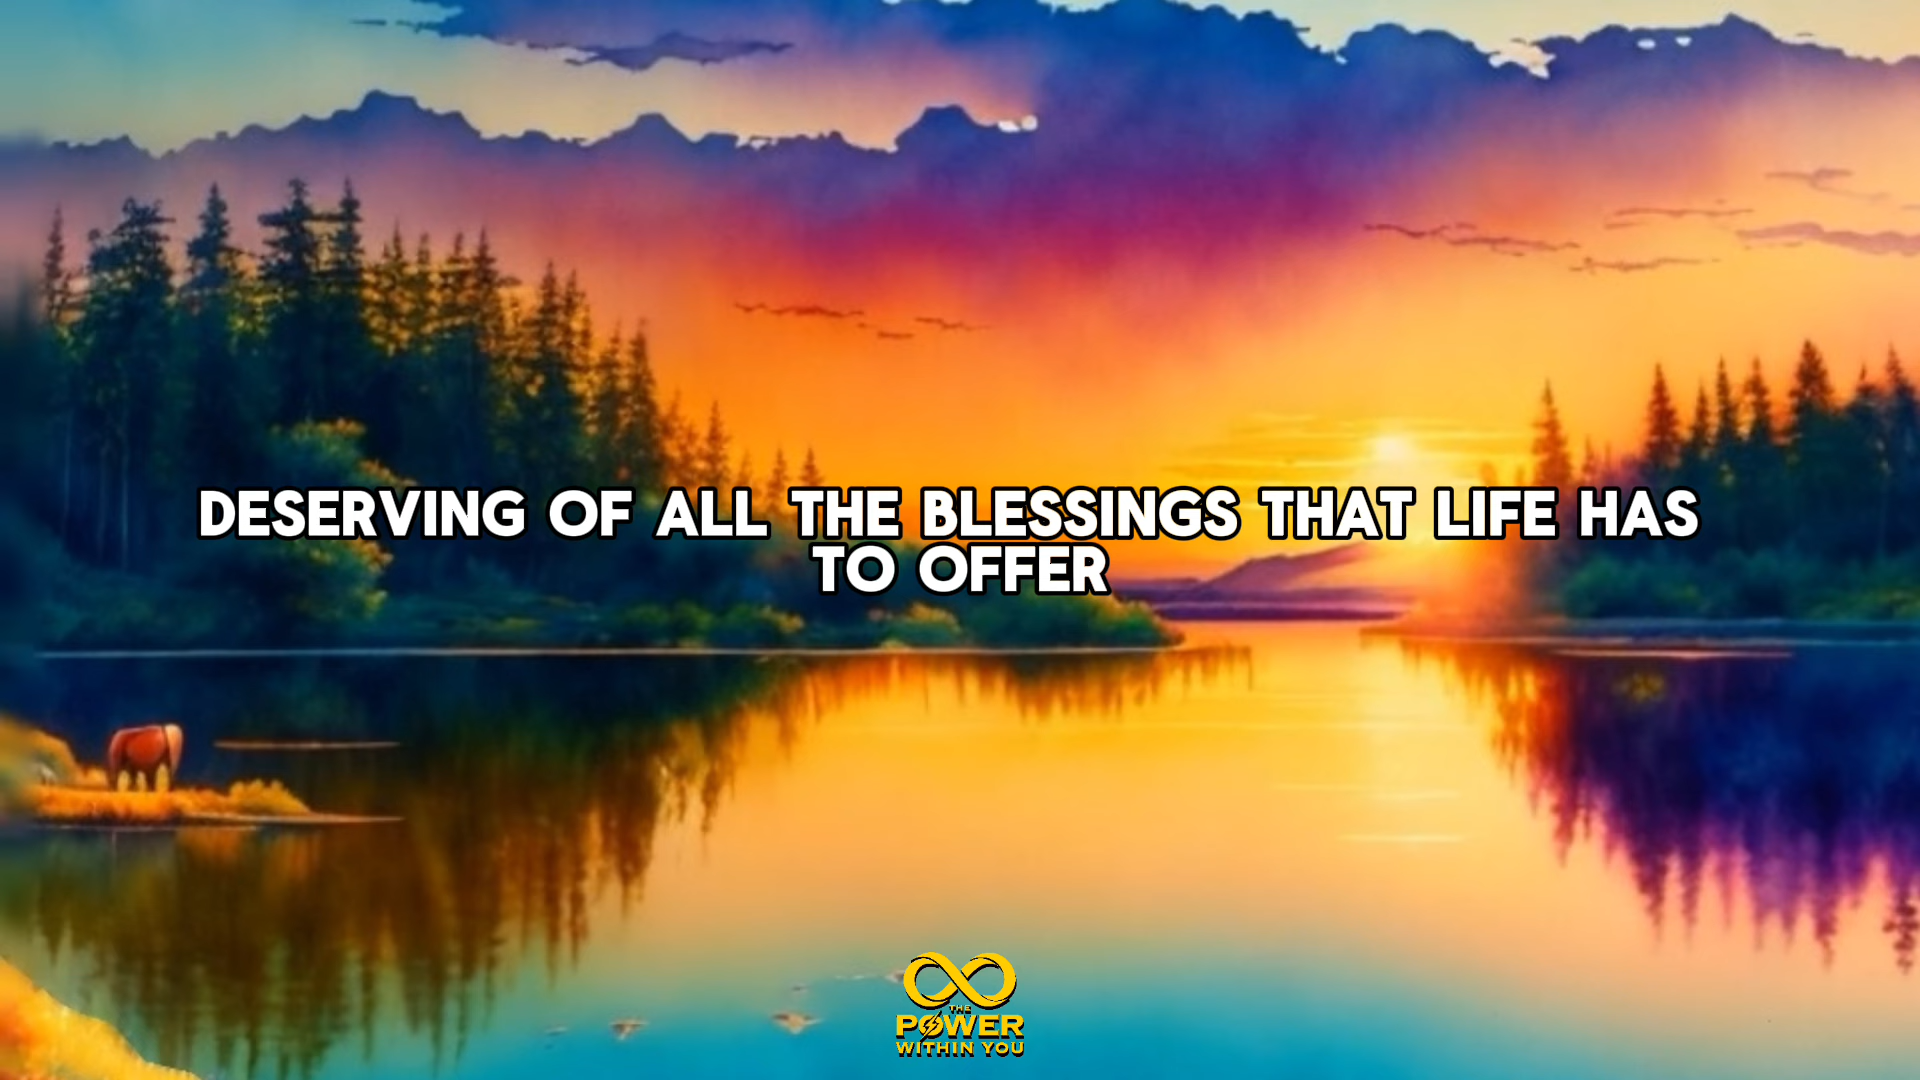 DESERVING OF ALL THE BLESSINGS THAT LIFE HAS
TO OFFER
THE
POWER
WITHIN YOU